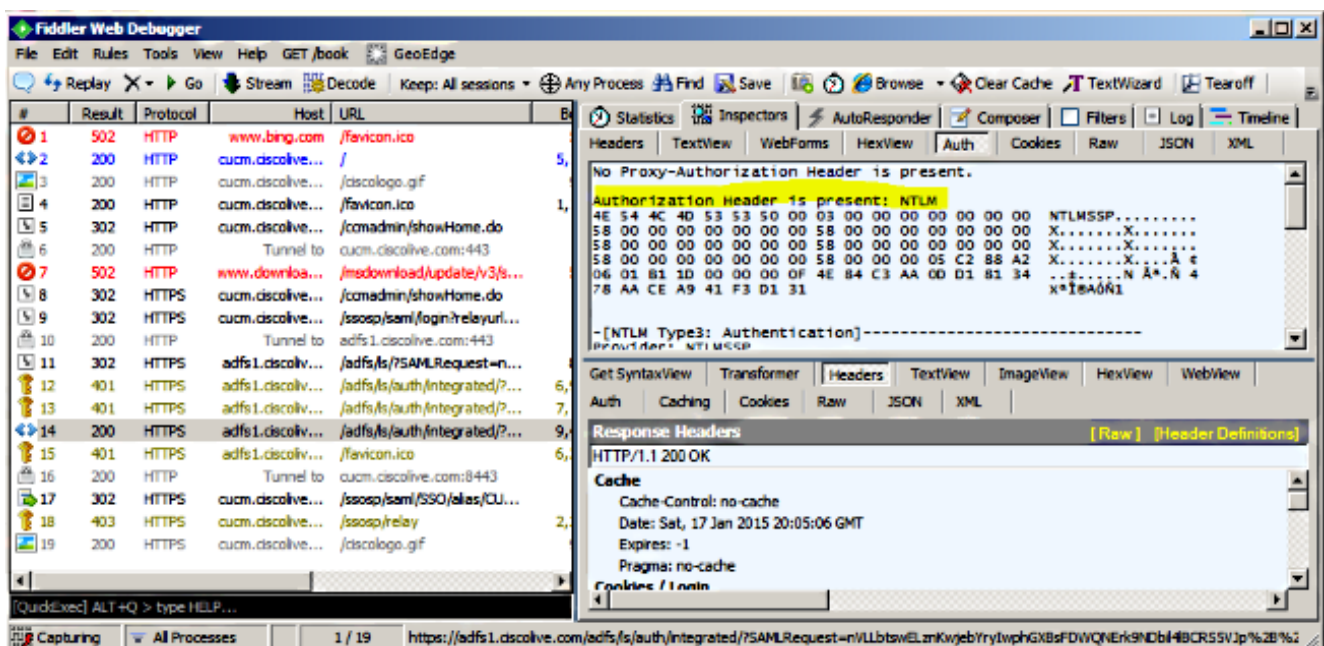 Fiddler Web Debugger
File Edit Rules Tools View Help GET /book GeoEdge
Replay Go Stream Decode Keep: All sessions Any Process Find Save Browse Clear Cache TextWizard Tearoff
# Result Protocol Host URL
1 502 HTTP www.bing.com /favicon.ico
2 200 HTTP cucm.ciscolive... / 5,
3 200 HTTP cucm.ciscolive... /ciscologo.gif
4 200 HTTP cucm.ciscolive... /favicon.ico 1,
5 302 HTTP cucm.ciscolive... /ccmadmin/showHome.do
6 200 HTTP Tunnel to cucm.ciscolive.com:443
7 502 HTTP www.downloa... /msdownload/update/v3/s...
8 302 HTTPS cucm.ciscolive... /ccmadmin/showHome.do
9 302 HTTPS cucm.ciscolive... /ssosp/saml/login?relayurl...
10 200 HTTP Tunnel to adfs1.ciscolive.com:443
11 302 HTTPS adfs1.ciscoliv... /adfs/ls/?SAMLRequest=n...
12 401 HTTPS adfs1.ciscoliv... /adfs/ls/auth/integrated/?... 6,
13 401 HTTPS adfs1.ciscoliv... /adfs/ls/auth/integrated/?... 7,
14 200 HTTPS adfs1.ciscoliv... /adfs/ls/auth/integrated/?... 9,
15 401 HTTPS adfs1.ciscoliv... /favicon.ico 6,
16 200 HTTP Tunnel to cucm.ciscolive.com:8443
17 302 HTTPS cucm.ciscolive... /ssosp/saml/SSO/alias/CU...
18 403 HTTPS cucm.ciscolive... /ssosp/relay 2,
19 200 HTTPS cucm.ciscolive... /ciscologo.gif
[QuickExec] ALT+Q > type HELP...
Statistics Inspectors AutoResponder Composer Filters Log Timeline
Headers TextView WebForms HexView Auth Cookies Raw JSON XML
No Proxy-Authorization Header is present.
Authorization Header is present: NTLM
4E 54 4C 4D 53 53 50 00 03 00 00 00 00 00 00 00 NTLMSSP.........
58 00 00 00 00 00 00 00 58 00 00 00 00 00 00 00 X.......X.......
58 00 00 00 00 00 00 00 58 00 00 00 00 00 00 00 X.......X.......
58 00 00 00 00 00 00 00 58 00 00 00 05 C2 88 A2
06 01 B1 1D 00 00 00 0F 4E 84 C3 AA 0D D1 81 34
78 AA CE A9 41 F3 D1 31
-[NTLM Type3: Authentication]------------------------------
Provider: NTLMSSP
Get SyntaxView Transformer Headers TextView ImageView HexView WebView
Auth Caching Cookies Raw JSON XML
Response Headers [ Raw ] [Header Definitions]
HTTP/1.1 200 OK
Cache
Cache-Control: no-cache
Date: Sat, 17 Jan 2015 20:05:06 GMT
Expires: -1
Pragma: no-cache
Cookies / Login
Capturing All Processes 1 / 19 https://adfs1.ciscolive.com/adfs/ls/auth/integrated/?SAMLRequest=